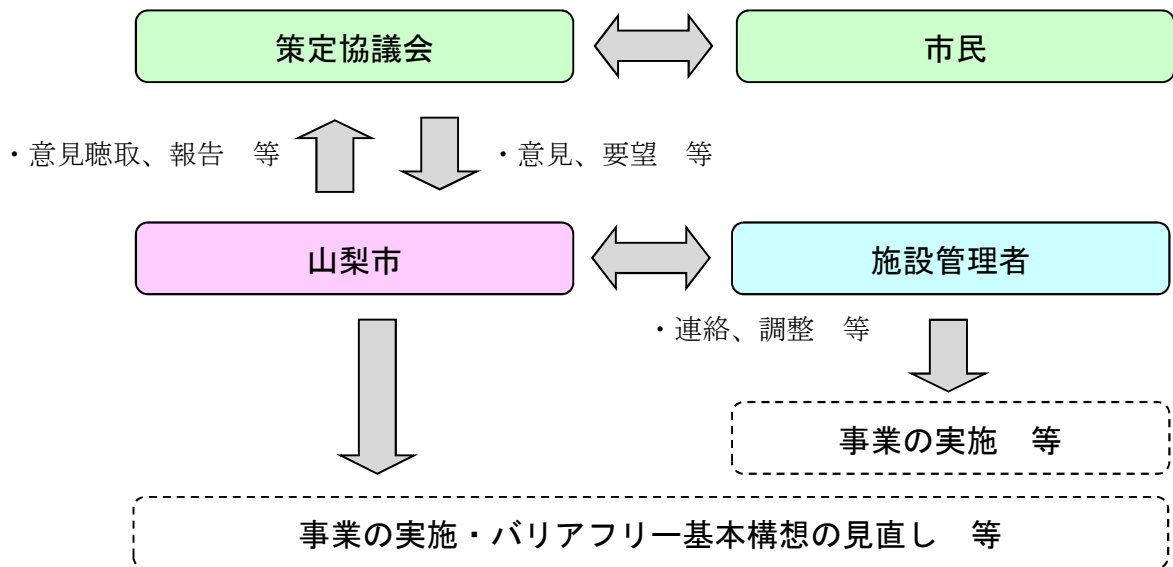 策定協議会
市民
・意見聴取、報告　等
・意見、要望　等
山梨市
施設管理者
・連絡、調整　等
事業の実施　等
事業の実施・バリアフリー基本構想の見直し　等